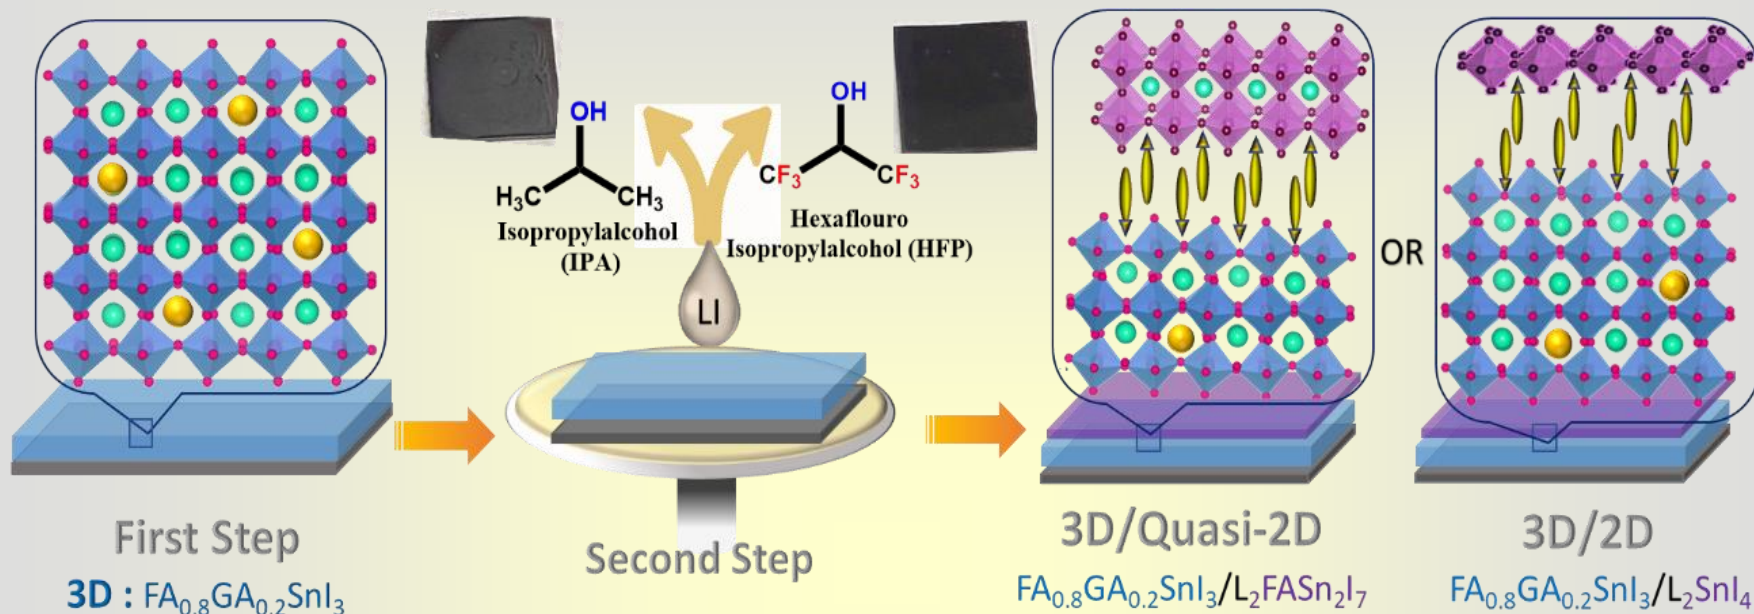 OH
H₃C
CH₃
Isopropylalcohol
(IPA)
OH
CF₃
CF₃
Hexaflouro
Isopropylalcohol (HFP)
LI
OR
First Step
3D : FA₀.₈GA₀.₂SnI₃
Second Step
3D/Quasi-2D
FA₀.₈GA₀.₂SnI₃/L₂FASn₂I₇
3D/2D
FA₀.₈GA₀.₂SnI₃/L₂SnI₄